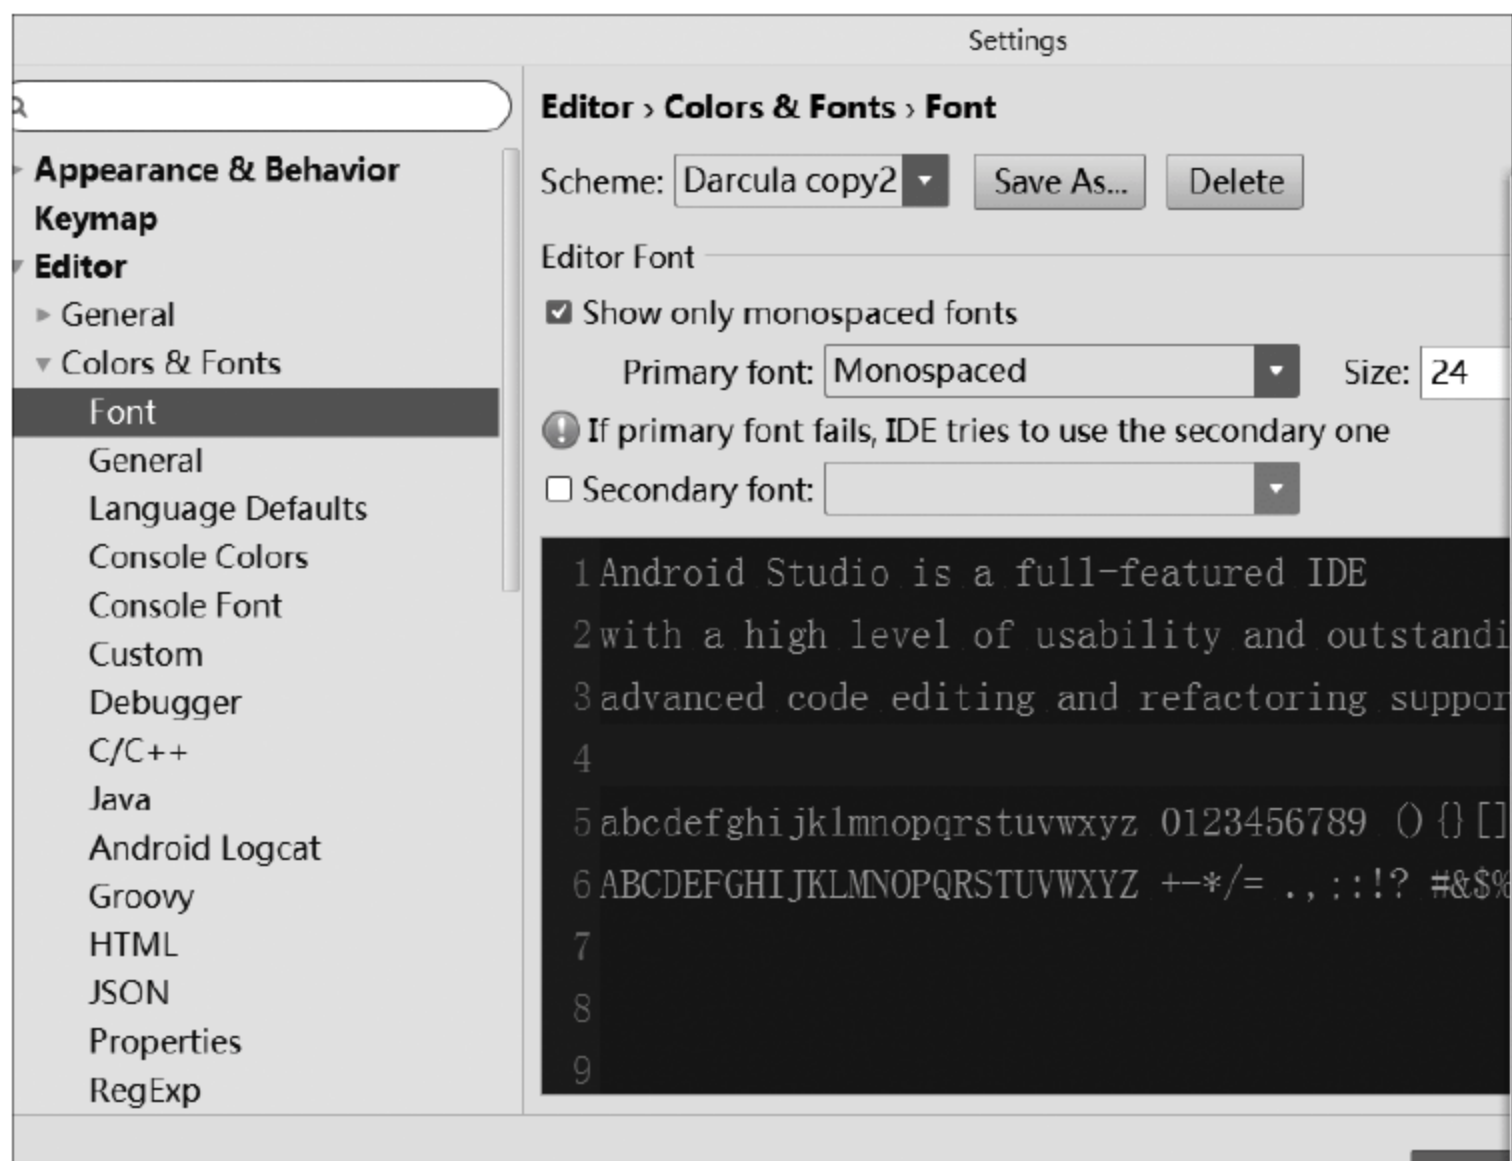 Settings
Appearance & Behavior
Keymap
Editor
General
Colors & Fonts
Font
General
Language Defaults
Console Colors
Console Font
Custom
Debugger
C/C++
Java
Android Logcat
Groovy
HTML
JSON
Properties
RegExp
Editor › Colors & Fonts › Font
Scheme: Darcula copy2 Save As... Delete
Editor Font
Show only monospaced fonts
Primary font: Monospaced Size: 24
If primary font fails, IDE tries to use the secondary one
Secondary font:
1 Android Studio is a full-featured IDE
2 with a high level of usability and outstandi
3 advanced code editing and refactoring suppor
4
5 abcdefghijklmnopqrstuvwxyz 0123456789 (){}[]
6 ABCDEFGHIJKLMNOPQRSTUVWXYZ +-*/= .,;:!? #&$%
7
8
9